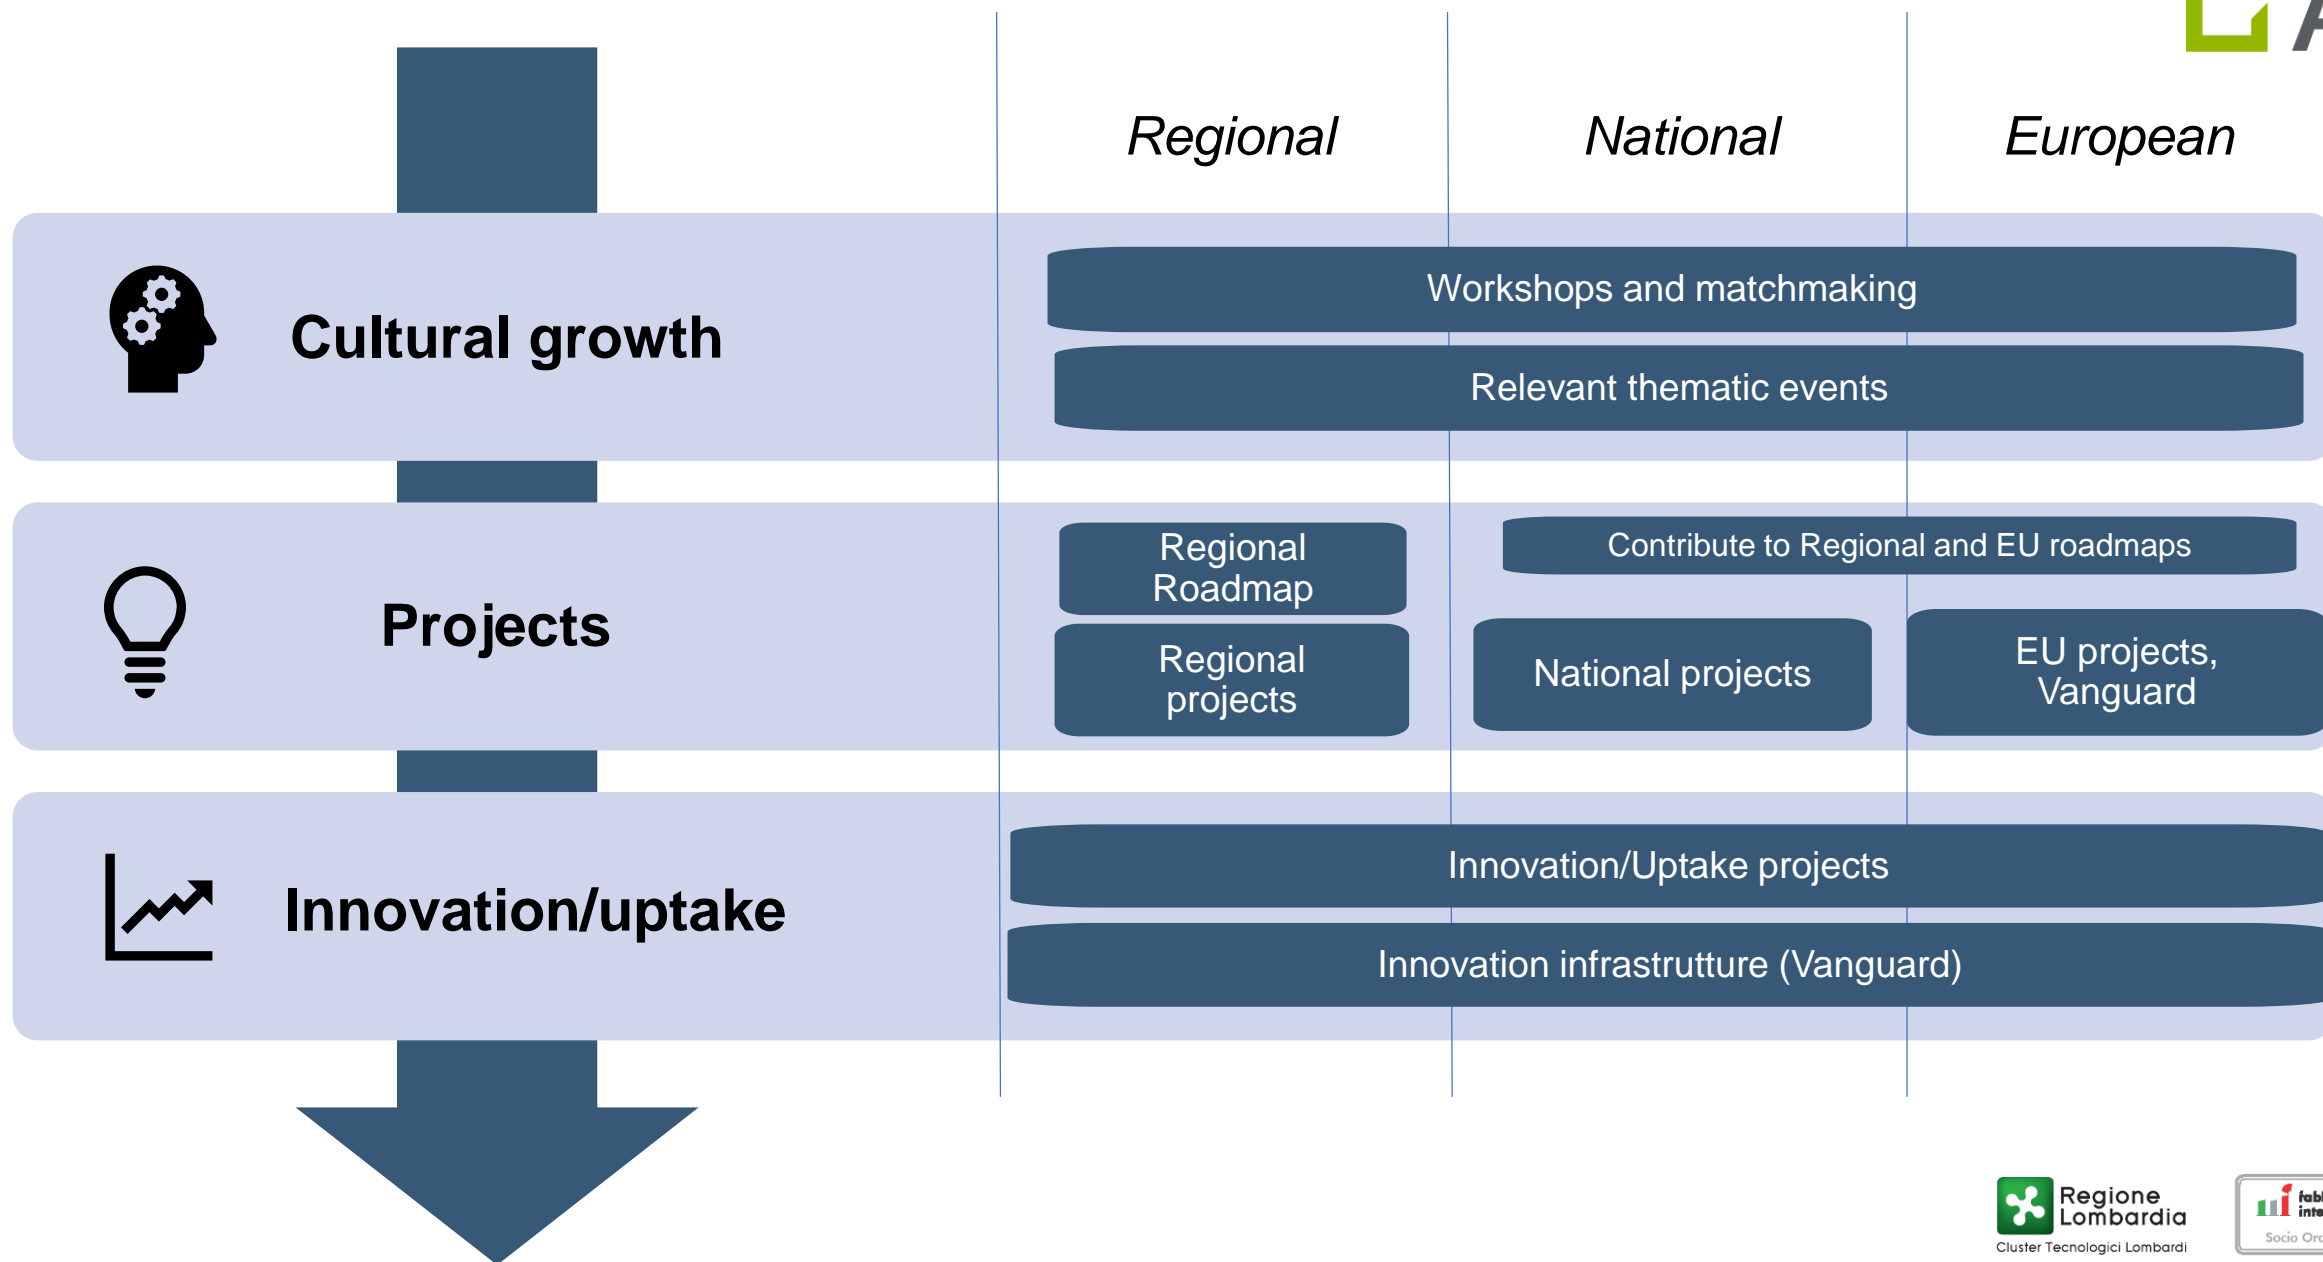 Regional
National
European
Cultural growth
Workshops and matchmaking
Relevant thematic events
Projects
Regional
Roadmap
Contribute to Regional and EU roadmaps
Regional
projects
National projects
EU projects,
Vanguard
Innovation/uptake
Innovation/Uptake projects
Innovation infrastrutture (Vanguard)
Regione
Lombardia
Cluster Tecnologici Lombardi
Socio